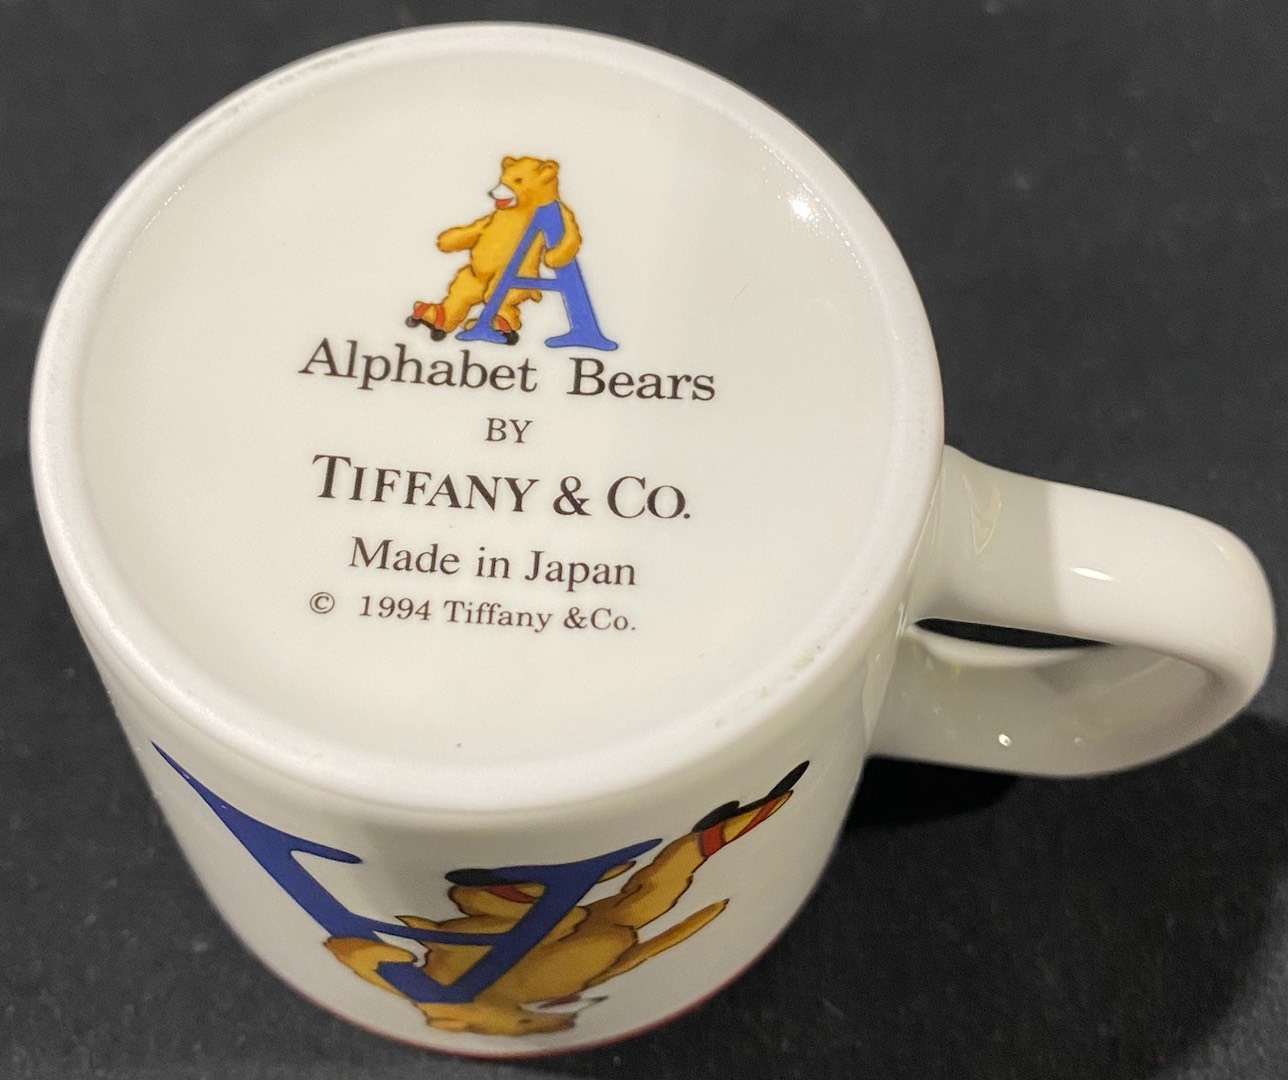 A
Alphabet Bears
BY
TIFFANY & CO.
Made in Japan
© 1994 Tiffany &Co.
A